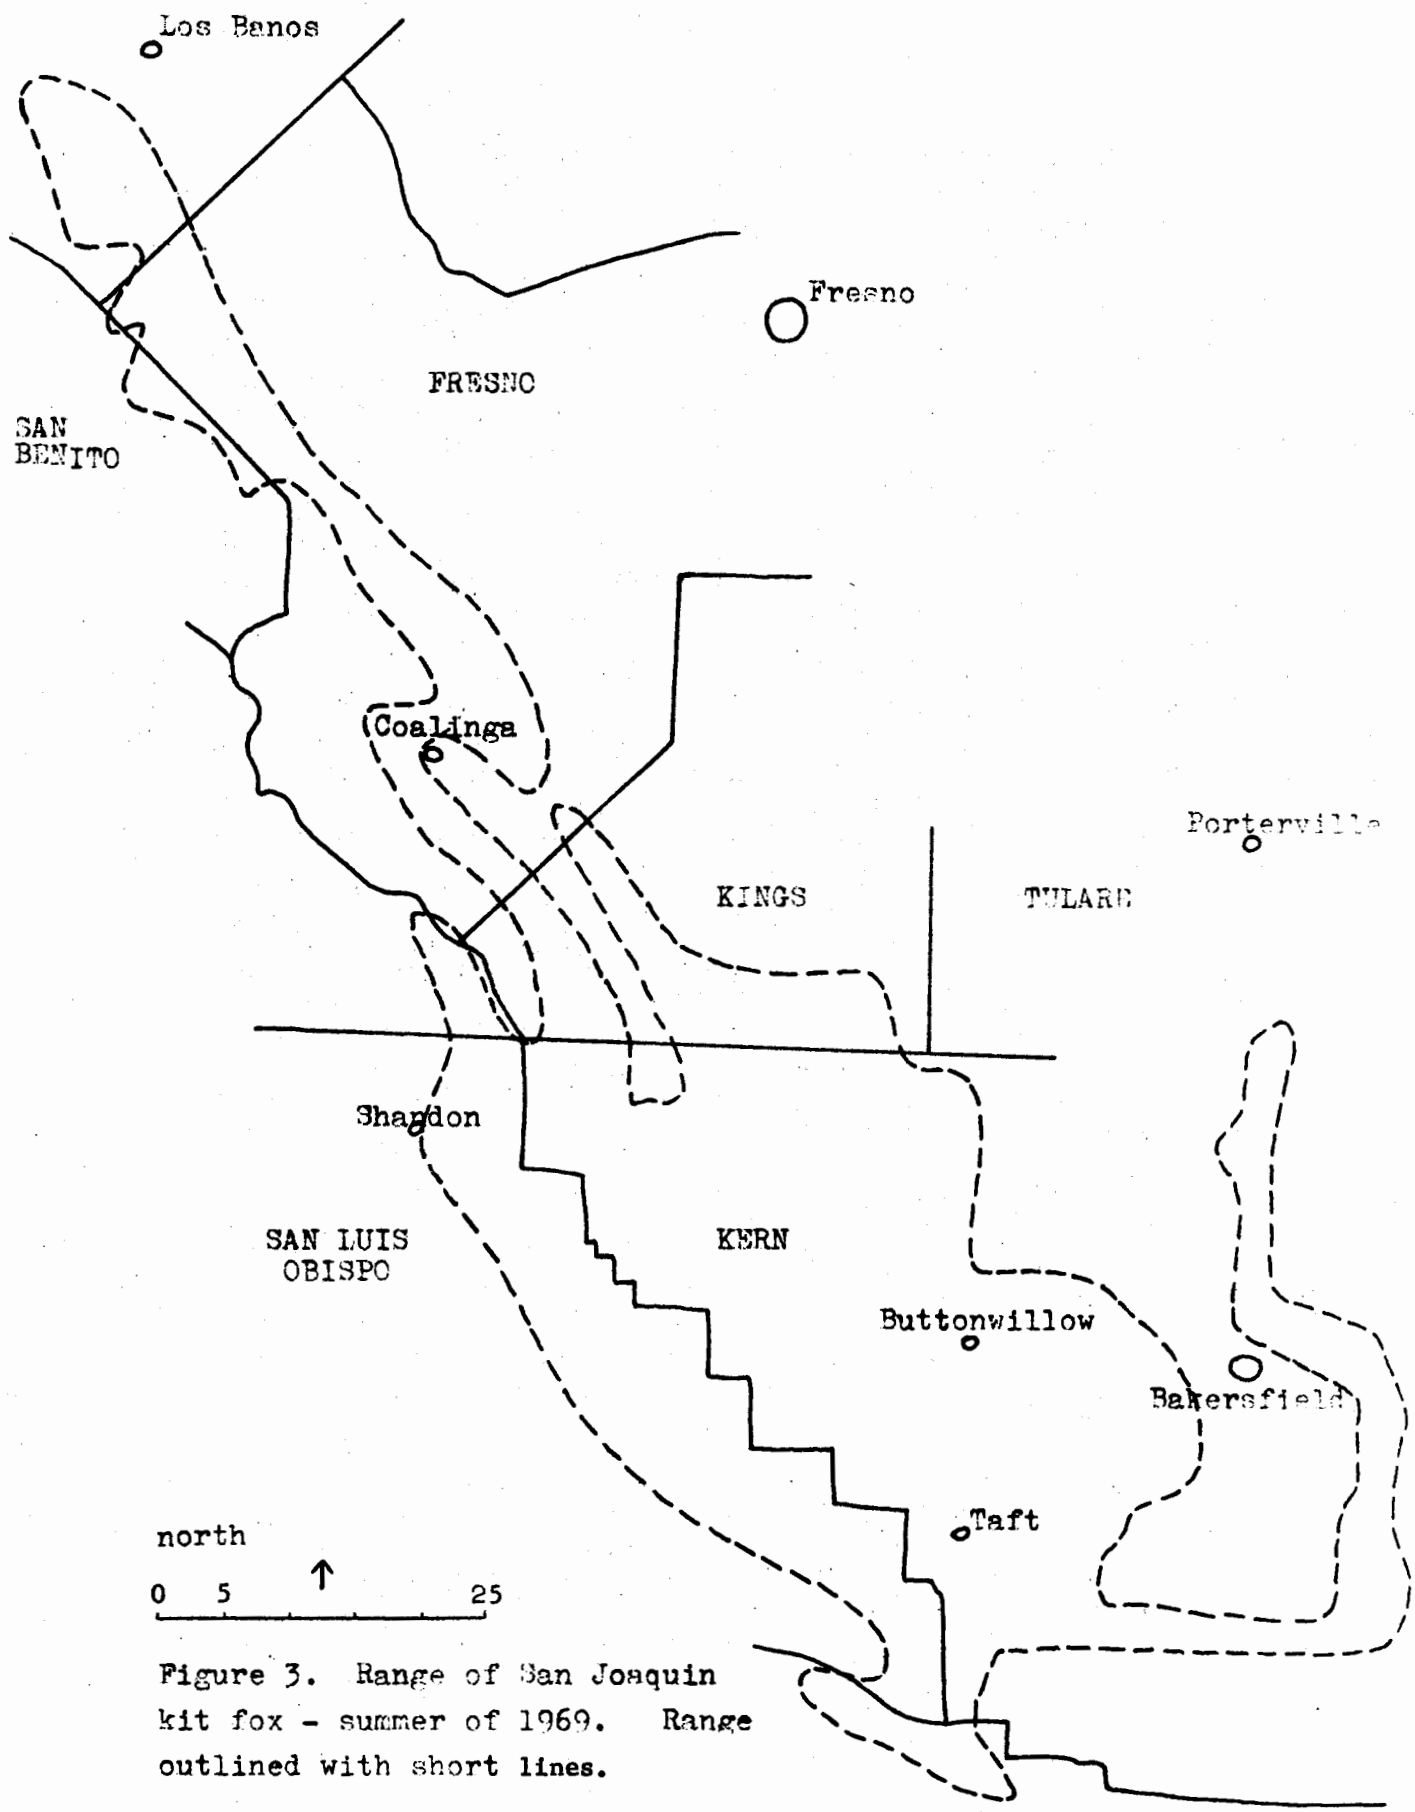 Los Banos
Fresno
FRESNO
SAN
BENITO
Coalinga
Porterville
KINGS
TULARE
Shandon
SAN LUIS
OBISPO
KERN
Buttonwillow
Bakersfield
Taft
north
0 5 25
Figure 3. Range of San Joaquin
kit fox - summer of 1969. Range
outlined with short lines.